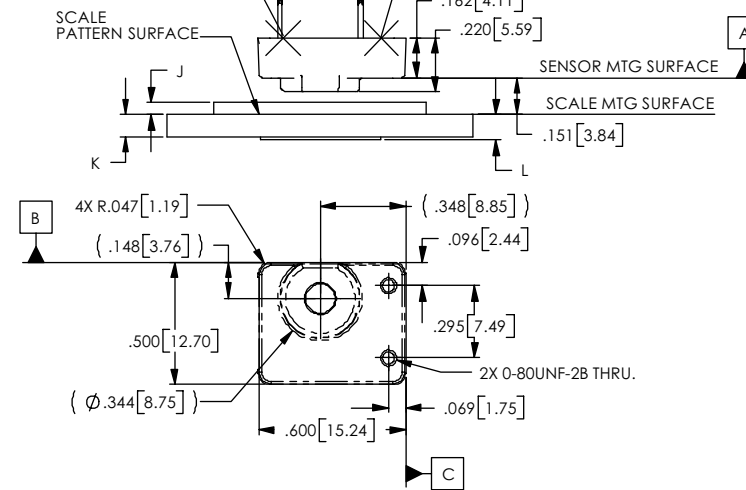 .162[4.11]
.220[5.59]
SCALE
PATTERN SURFACE
A
J
SENSOR MTG SURFACE
SCALE MTG SURFACE
.151[3.84]
K
L
4X R.047[1.19]
( .348[8.85] )
B
.096[2.44]
( .148[3.76] )
.295[7.49]
.500[12.70]
2X 0-80UNF-2B THRU.
( Ø.344[8.75] )
.069[1.75]
.600[15.24]
C